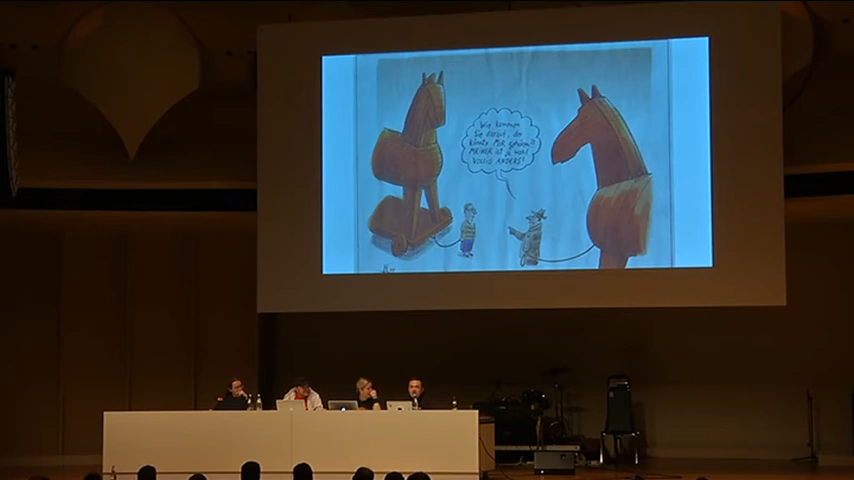 Wie kommen
Sie darauf, der
könnte MIR gehören?!
MEINER ist ja wohl
VÖLLIG ANDERS!